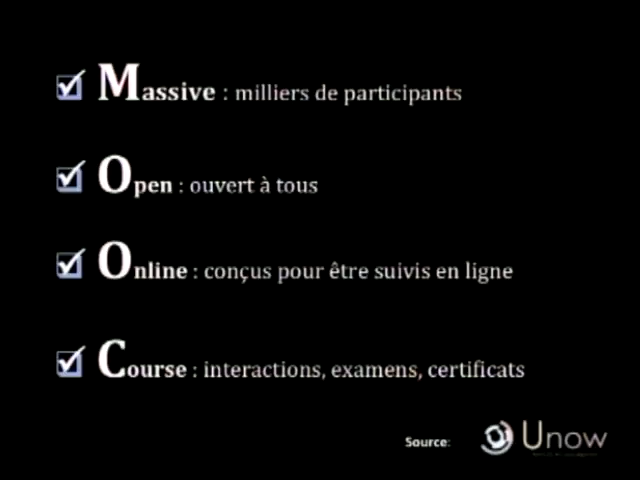 Massive : milliers de participants
Open : ouvert à tous
Online : conçus pour être suivis en ligne
Course : interactions, examens, certificats
Source: Unow